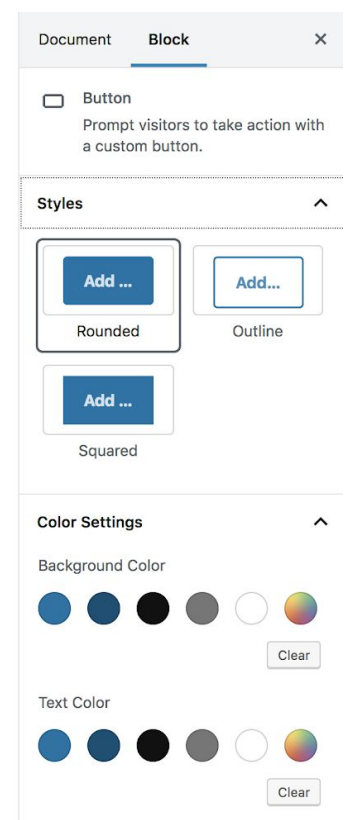 Document Block ×
Button
Prompt visitors to take action with
a custom button.
Styles
Add ... Add...
Rounded Outline
Add ...
Squared
Color Settings
Background Color
Clear
Text Color
Clear